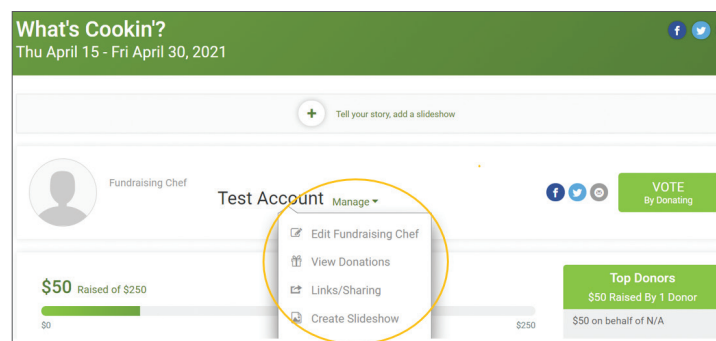 What's Cookin'?
Thu April 15 - Fri April 30, 2021
Tell your story, add a slideshow
Fundraising Chef
Test Account Manage
VOTE
By Donating
Edit Fundraising Chef
View Donations
Links/Sharing
Create Slideshow
$50 Raised of $250
$0
$250
Top Donors
$50 Raised By 1 Donor
$50 on behalf of N/A